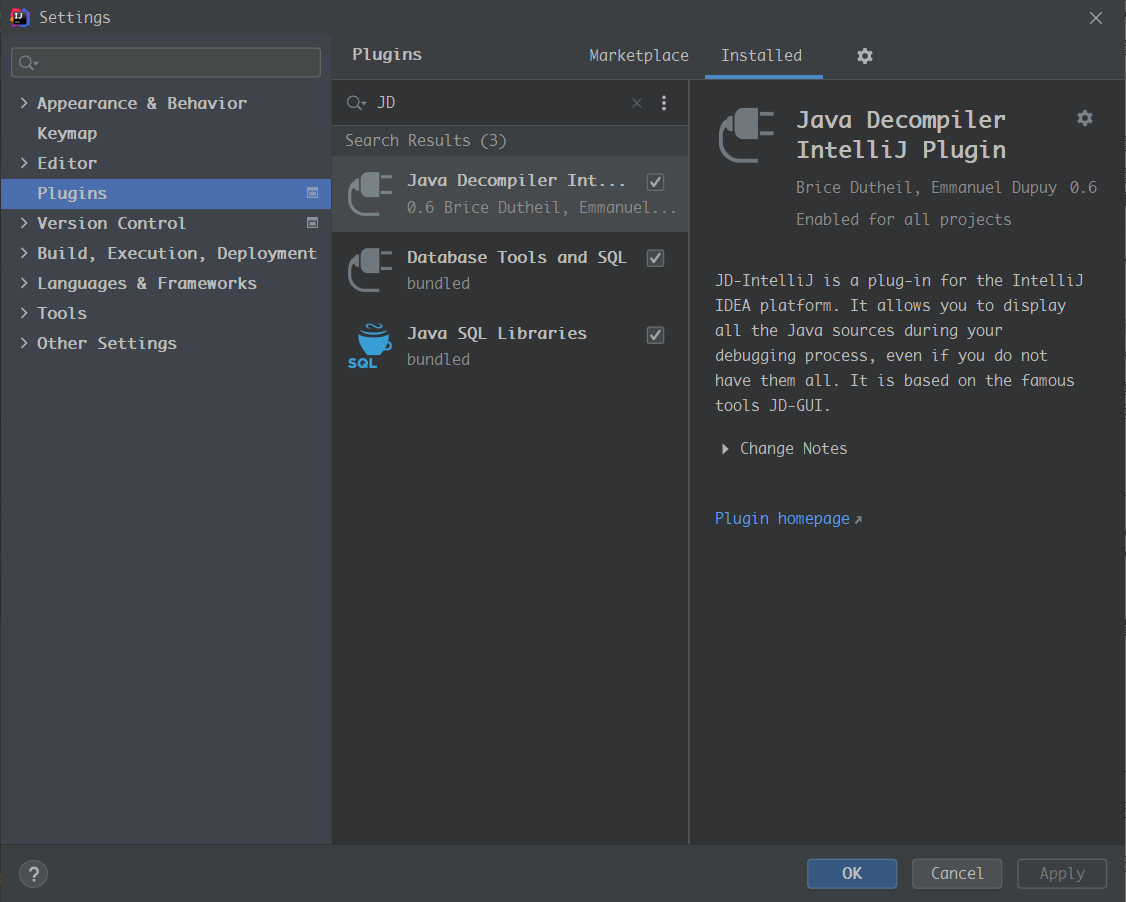 Settings
Appearance & Behavior
Keymap
Editor
Plugins
Version Control
Build, Execution, Deployment
Languages & Frameworks
Tools
Other Settings
Plugins
Marketplace
Installed
JD
Search Results (3)
Java Decompiler Int...
0.6 Brice Dutheil, Emmanuel...
Database Tools and SQL
bundled
SQL
Java SQL Libraries
bundled
Java Decompiler
IntelliJ Plugin
Brice Dutheil, Emmanuel Dupuy 0.6
Enabled for all projects
JD-IntelliJ is a plug-in for the IntelliJ
IDEA platform. It allows you to display
all the Java sources during your
debugging process, even if you do not
have them all. It is based on the famous
tools JD-GUI.
Change Notes
Plugin homepage
?
OK
Cancel
Apply